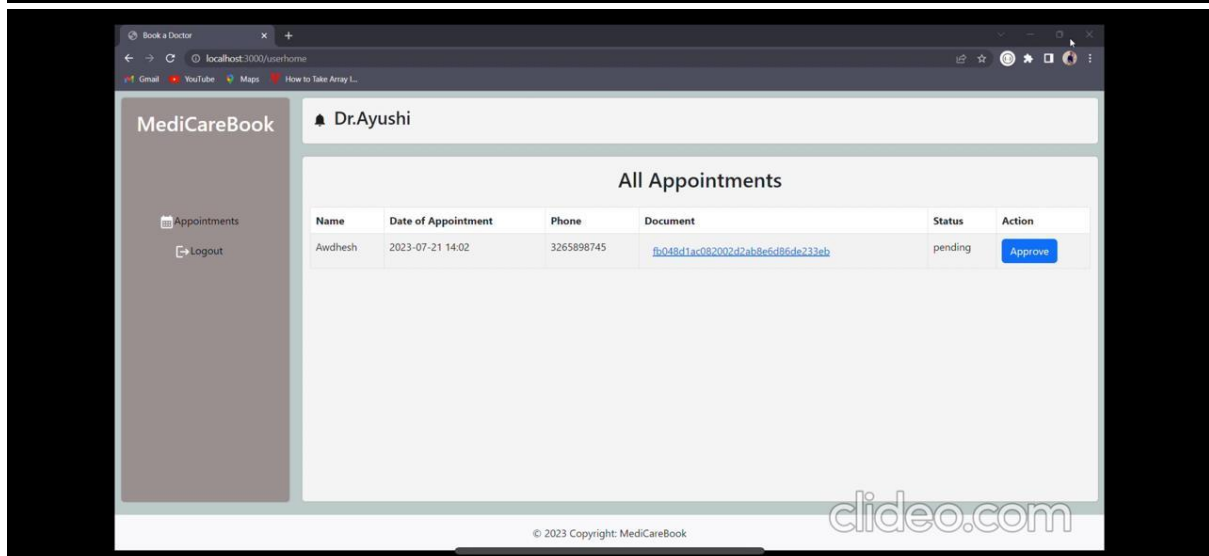 Book a Doctor
localhost:3000/userhome
Gmail YouTube Maps How to Take Array I...
MediCareBook
Dr.Ayushi
Appointments
Logout
All Appointments
Name Date of Appointment Phone Document Status Action
Awdhesh 2023-07-21 14:02 3265898745 fb048d1ac082002d2ab8e6d86de233eb pending Approve
clideo.com
© 2023 Copyright: MediCareBook